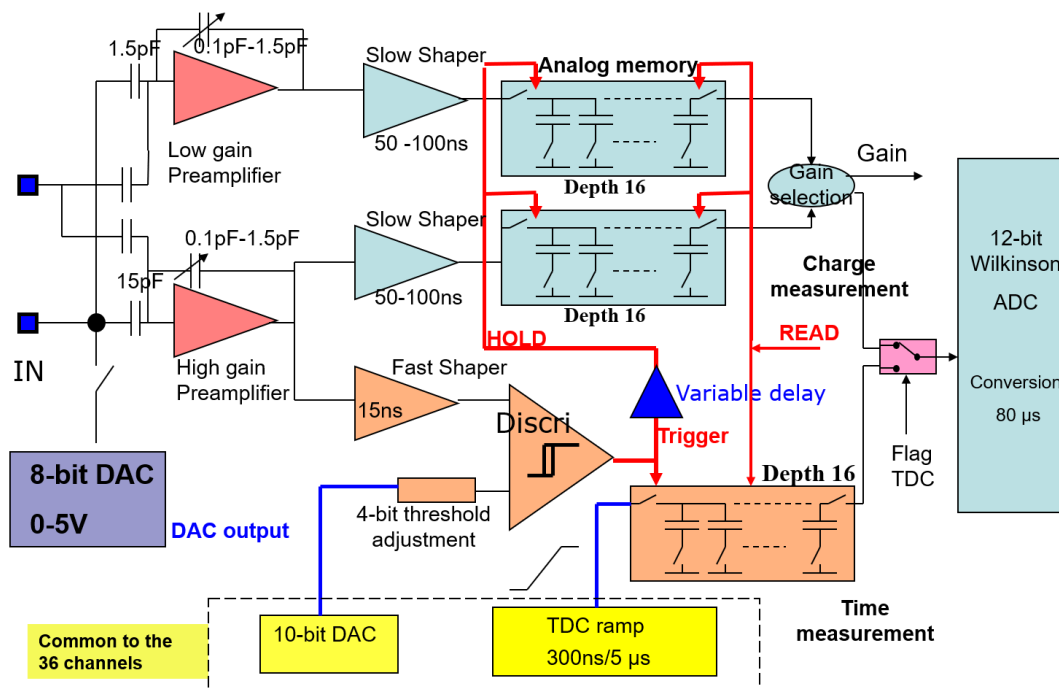 1.5pF
0.1pF-1.5pF
Slow Shaper
Analog memory
50 -100ns
Low gain
Preamplifier
Depth 16
Gain
Gain
selection
Slow Shaper
0.1pF-1.5pF
15pF
50-100ns
Depth 16
Charge
measurement
12-bit
Wilkinson
ADC
Conversion
80 µs
HOLD
READ
IN
High gain
Preamplifier
Fast Shaper
15ns
Discri
Variable delay
Trigger
Flag
TDC
8-bit DAC
0-5V
DAC output
4-bit threshold
adjustment
Depth 16
Time
measurement
Common to the
36 channels
10-bit DAC
TDC ramp
300ns/5 µs